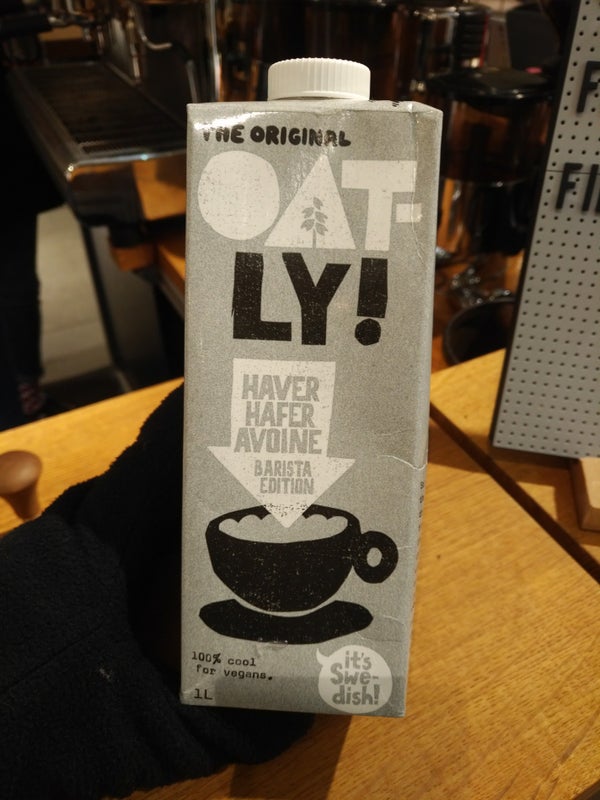 THE ORIGINAL
OAT-
LY!
HAVER
HAFER
AVOINE
BARISTA
EDITION
100% cool
for vegans.
1L
it's
Swe-
dish!